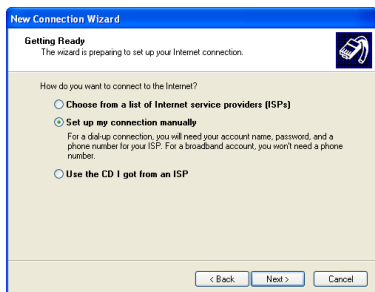 New Connection Wizard
Getting Ready
The wizard is preparing to set up your Internet connection.
How do you want to connect to the Internet?
Choose from a list of Internet service providers (ISPs)
Set up my connection manually
For a dial-up connection, you will need your account name, password, and a
phone number for your ISP. For a broadband account, you won't need a phone
number.
Use the CD I got from an ISP
< Back Next > Cancel